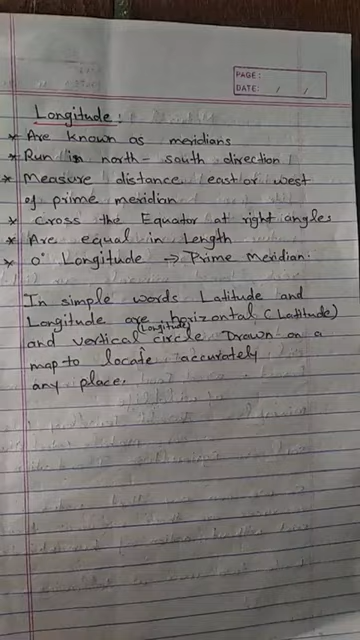 PAGE:
DATE: / /
Longitude:
* Are known as meridians
* Run in north - south direction
* Measure distance east or west
of prime meridian
* Cross the Equator at right angles
* Are equal in Length
* 0° Longitude → Prime Meridian.
In simple words Latitude and
Longitude are horizontal (Latitude)
and vertical (Longitude) circle Drawn on a
map to locate accurately
any place.